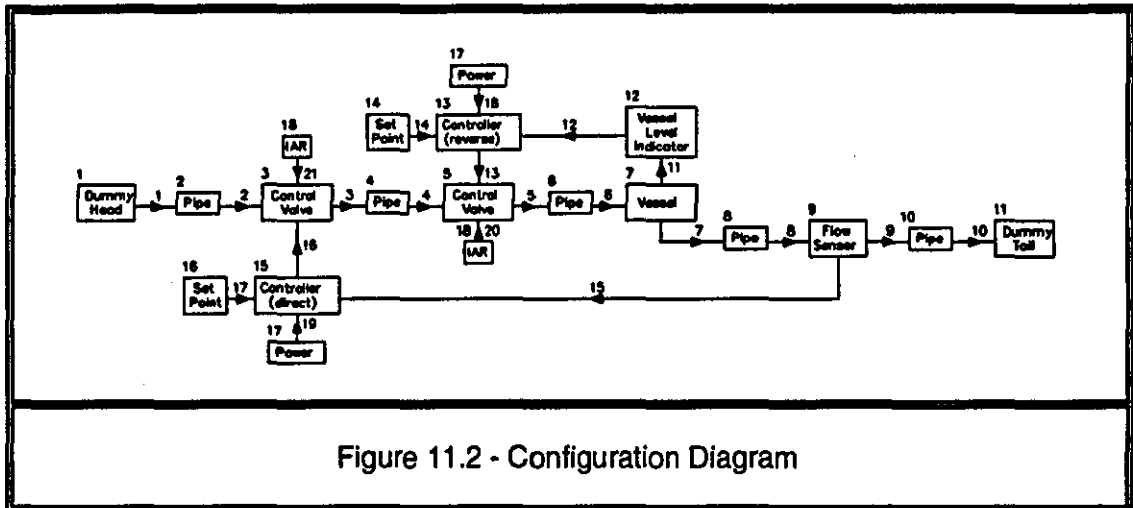 17
Power
18
14
Set
Point
14
13
Controller
(reverse)
12
12
Vessel
Level
Indicator
18
IAR
21
13
11
1
Dummy
Head
1
2
Pipe
2
3
Control
Valve
3
4
Pipe
4
5
Control
Valve
5
6
Pipe
6
7
Vessel
7
8
Pipe
8
9
Flow
Sensor
9
10
Pipe
10
11
Dummy
Tail
18
20
IAR
16
16
Set
Point
17
15
Controller
(direct)
15
17
19
Power
Figure 11.2 - Configuration Diagram